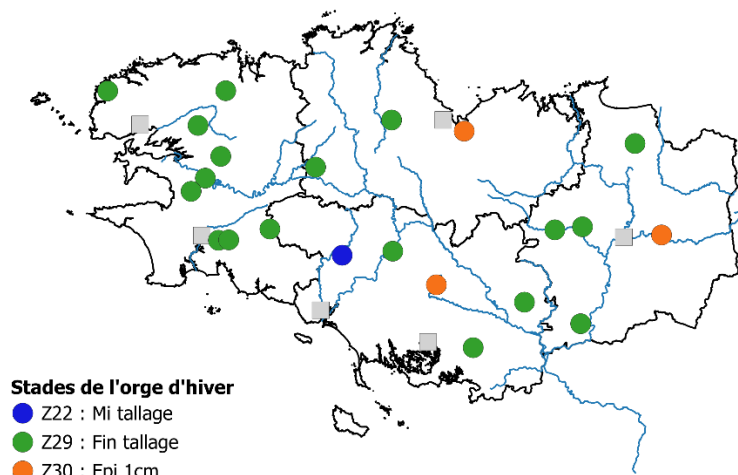 Stades de l'orge d'hiver
Z22 : Mi tallage
Z29 : Fin tallage
Z30 : Epi 1cm